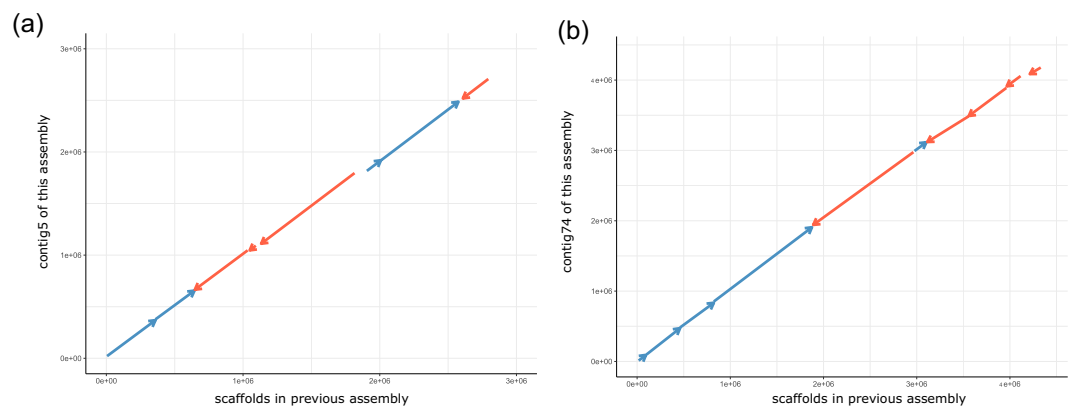 (a)
3e+06
2e+06
1e+06
0e+00
contig5 of this assembly
0e+00 1e+06 2e+06 3e+06
scaffolds in previous assembly
(b)
4e+06
3e+06
2e+06
1e+06
0e+00
contig74 of this assembly
0e+00 1e+06 2e+06 3e+06 4e+06
scaffolds in previous assembly